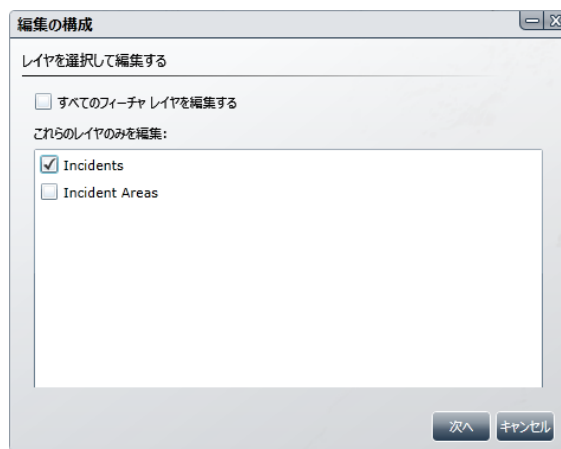 編集の構成
レイヤを選択して編集する
すべてのフィーチャ レイヤを編集する
これらのレイヤのみを編集:
Incidents
Incident Areas
次へ
キャンセル